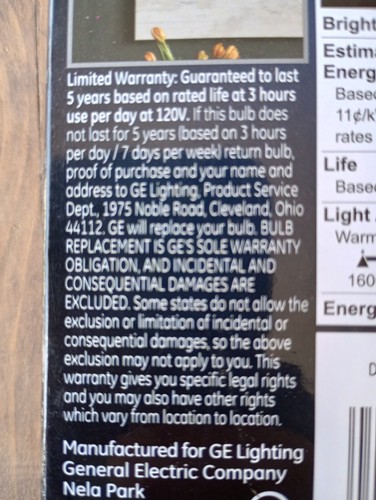 Limited Warranty: Guaranteed to last
5 years based on rated life at 3 hours
use per day at 120V. If this bulb does
not last for 5 years (based on 3 hours
per day / 7 days per week) return bulb,
proof of purchase and your name and
address to GE Lighting, Product Service
Dept., 1975 Noble Road, Cleveland, Ohio
44112. GE will replace your bulb. BULB
REPLACEMENT IS GE'S SOLE WARRANTY
OBLIGATION, AND INCIDENTAL AND
CONSEQUENTIAL DAMAGES ARE
EXCLUDED. Some states do not allow the
exclusion or limitation of incidental or
consequential damages, so the above
exclusion may not apply to you. This
warranty gives you specific legal rights
and you may also have other rights
which vary from location to location.
Manufactured for GE Lighting
General Electric Company
Nela Park
Bright
Estima
Energ
Base
11¢/k
rates
Life
Base
Light
Warm
160
Energ